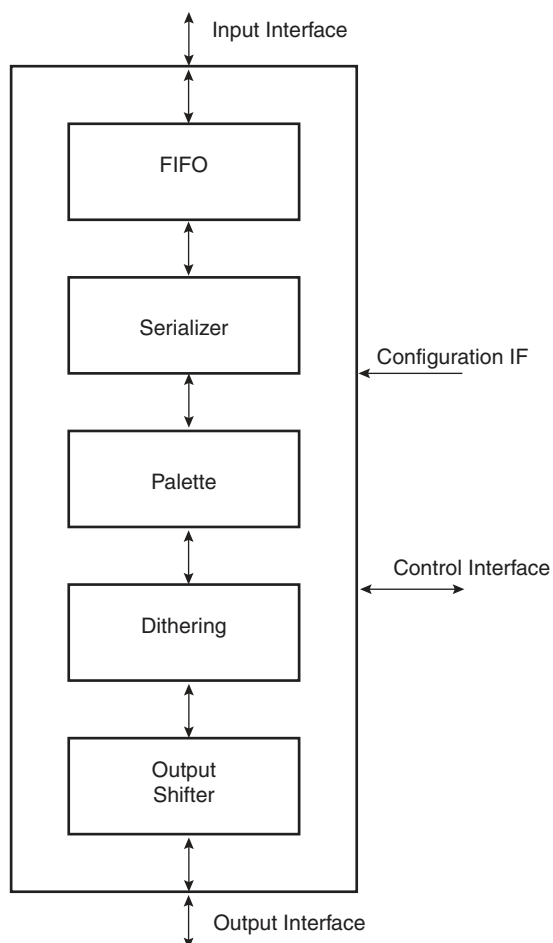 Input Interface
FIFO
Serializer
Configuration IF
Palette
Control Interface
Dithering
Output
Shifter
Output Interface